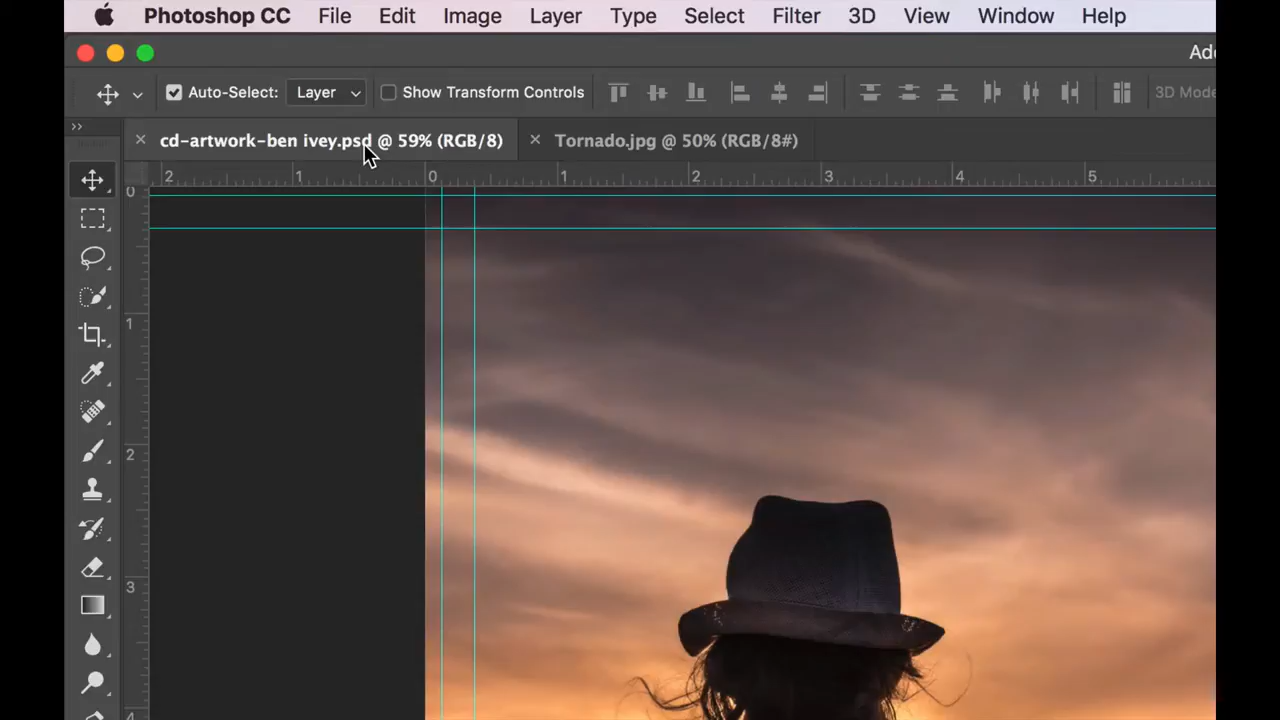 Photoshop CC File Edit Image Layer Type Select Filter 3D View Window Help
Auto-Select: Layer Show Transform Controls 3D
cd-artwork-ben ivey.psd @ 59% (RGB/8) Tornado.jpg @ 50% (RGB/8#)
2 1 0 1 2 3 4 5
0
1
2
3
4